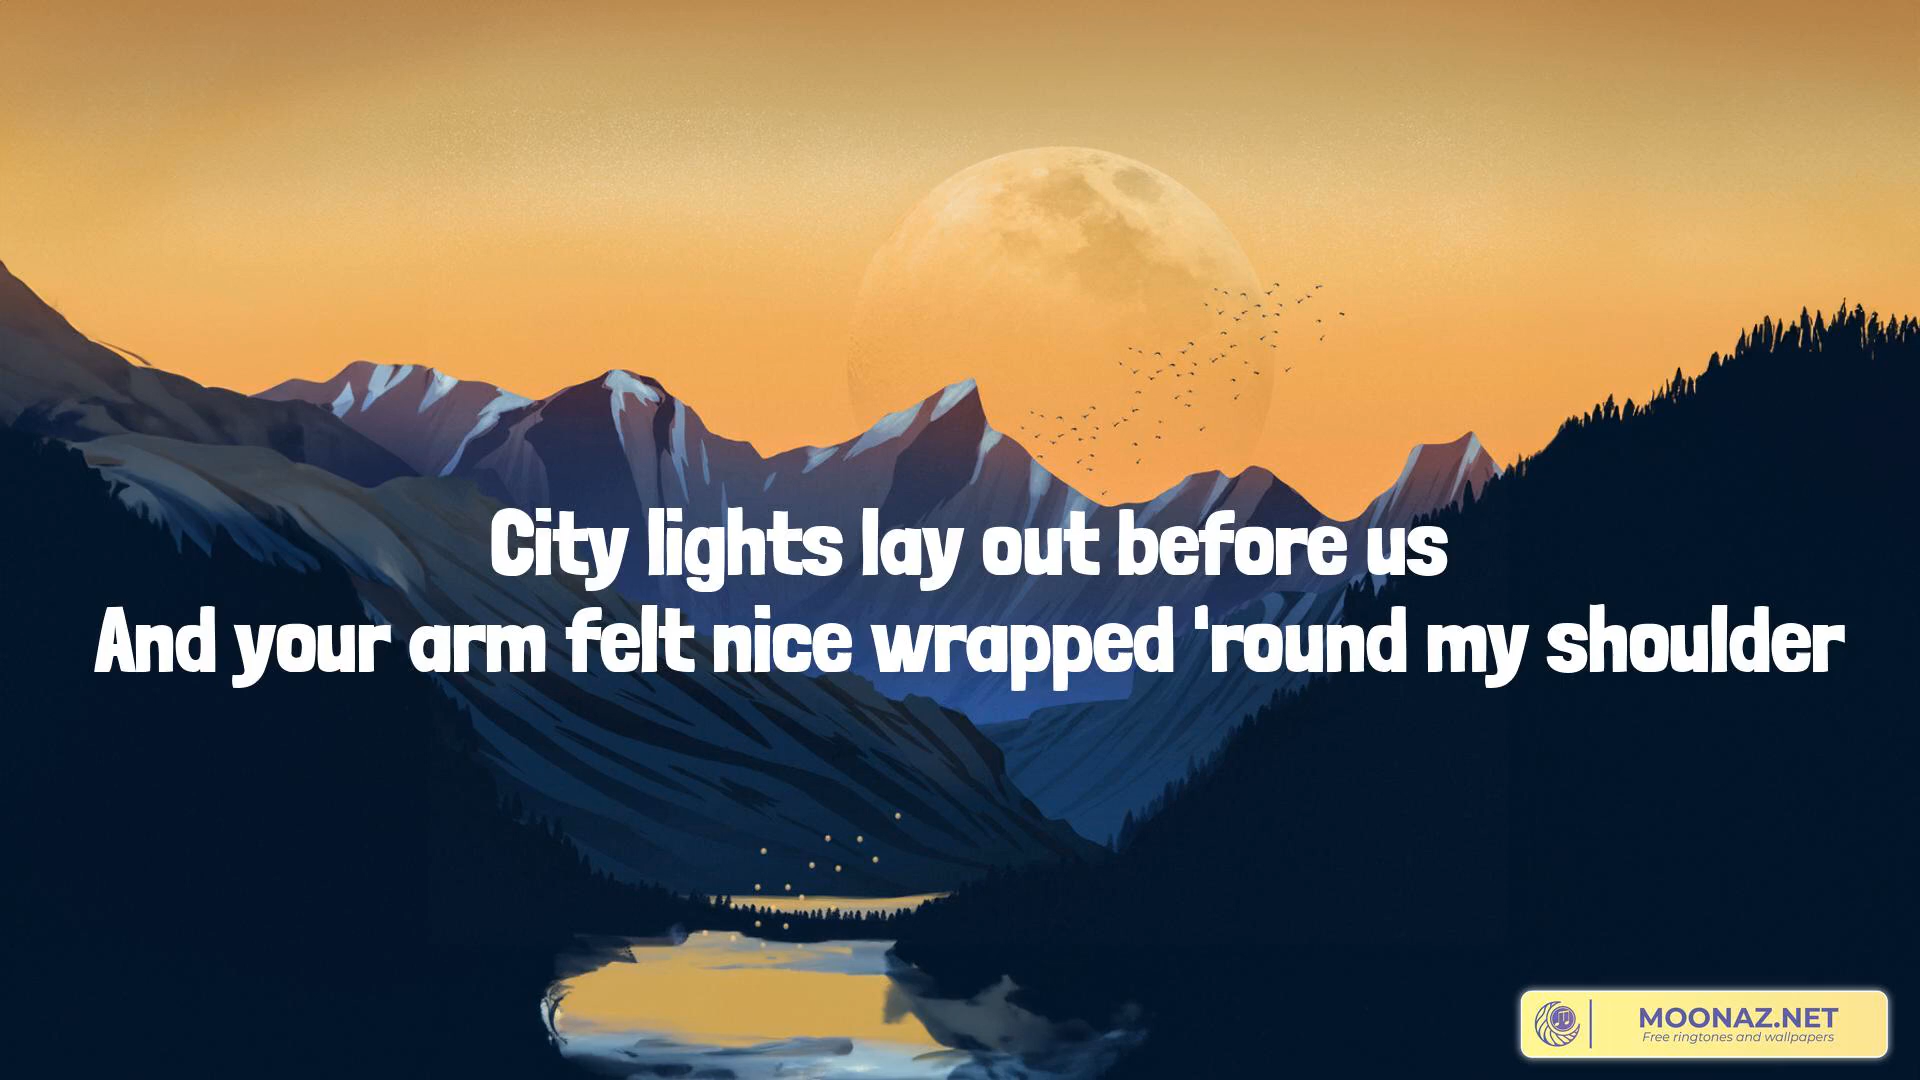 City lights lay out before us
And your arm felt nice wrapped 'round my shoulder
MOONAZ.NET
Free ringtones and wallpapers